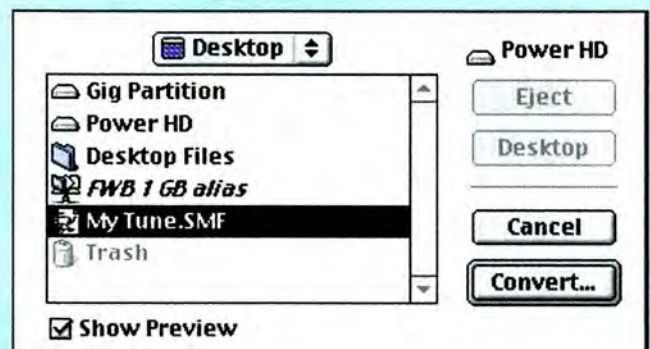 Desktop
Power HD
Gig Partition
Power HD
Desktop Files
FWB 1 GB alias
My Tune.SMF
Trash
Eject
Desktop
Cancel
Convert...
Show Preview